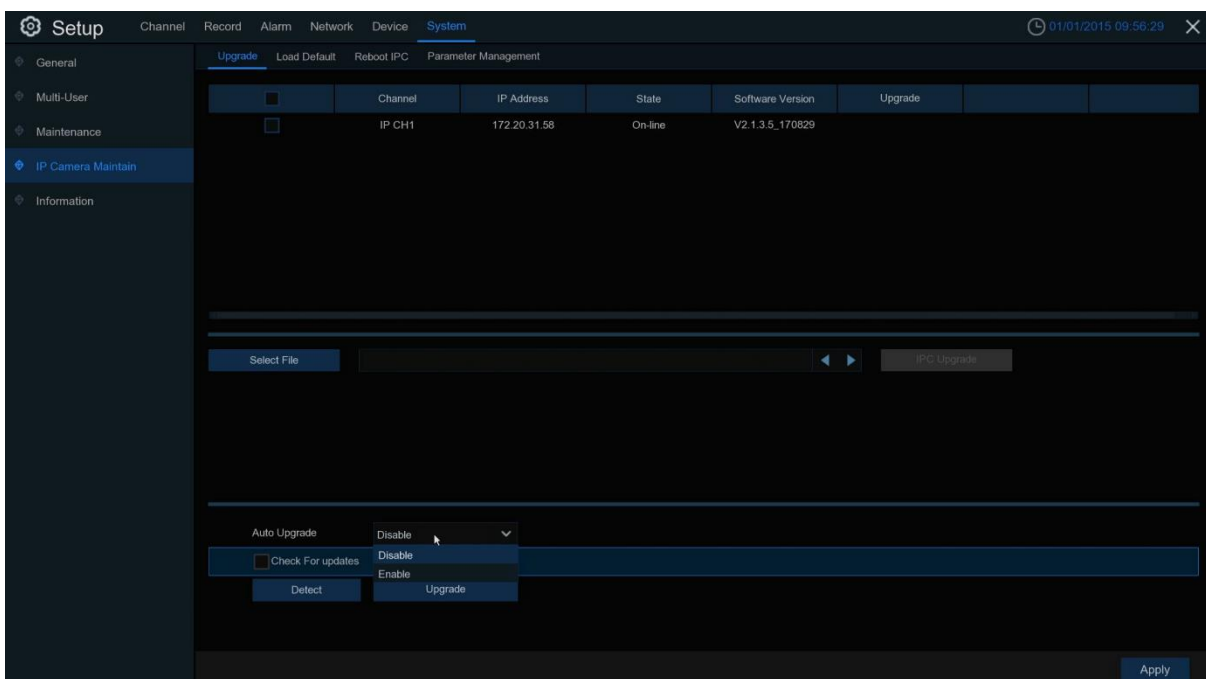 Setup Channel Record Alarm Network Device System 01/01/2015 09:56:29
General
Multi-User
Maintenance
IP Camera Maintain
Information
Upgrade Load Default Reboot IPC Parameter Management
Channel IP Address State Software Version Upgrade
IP CH1 172.20.31.58 On-line V2.1.3.5_170829
Select File IPC Upgrade
Auto Upgrade Disable
Check For updates Disable
Enable
Detect Upgrade
Apply